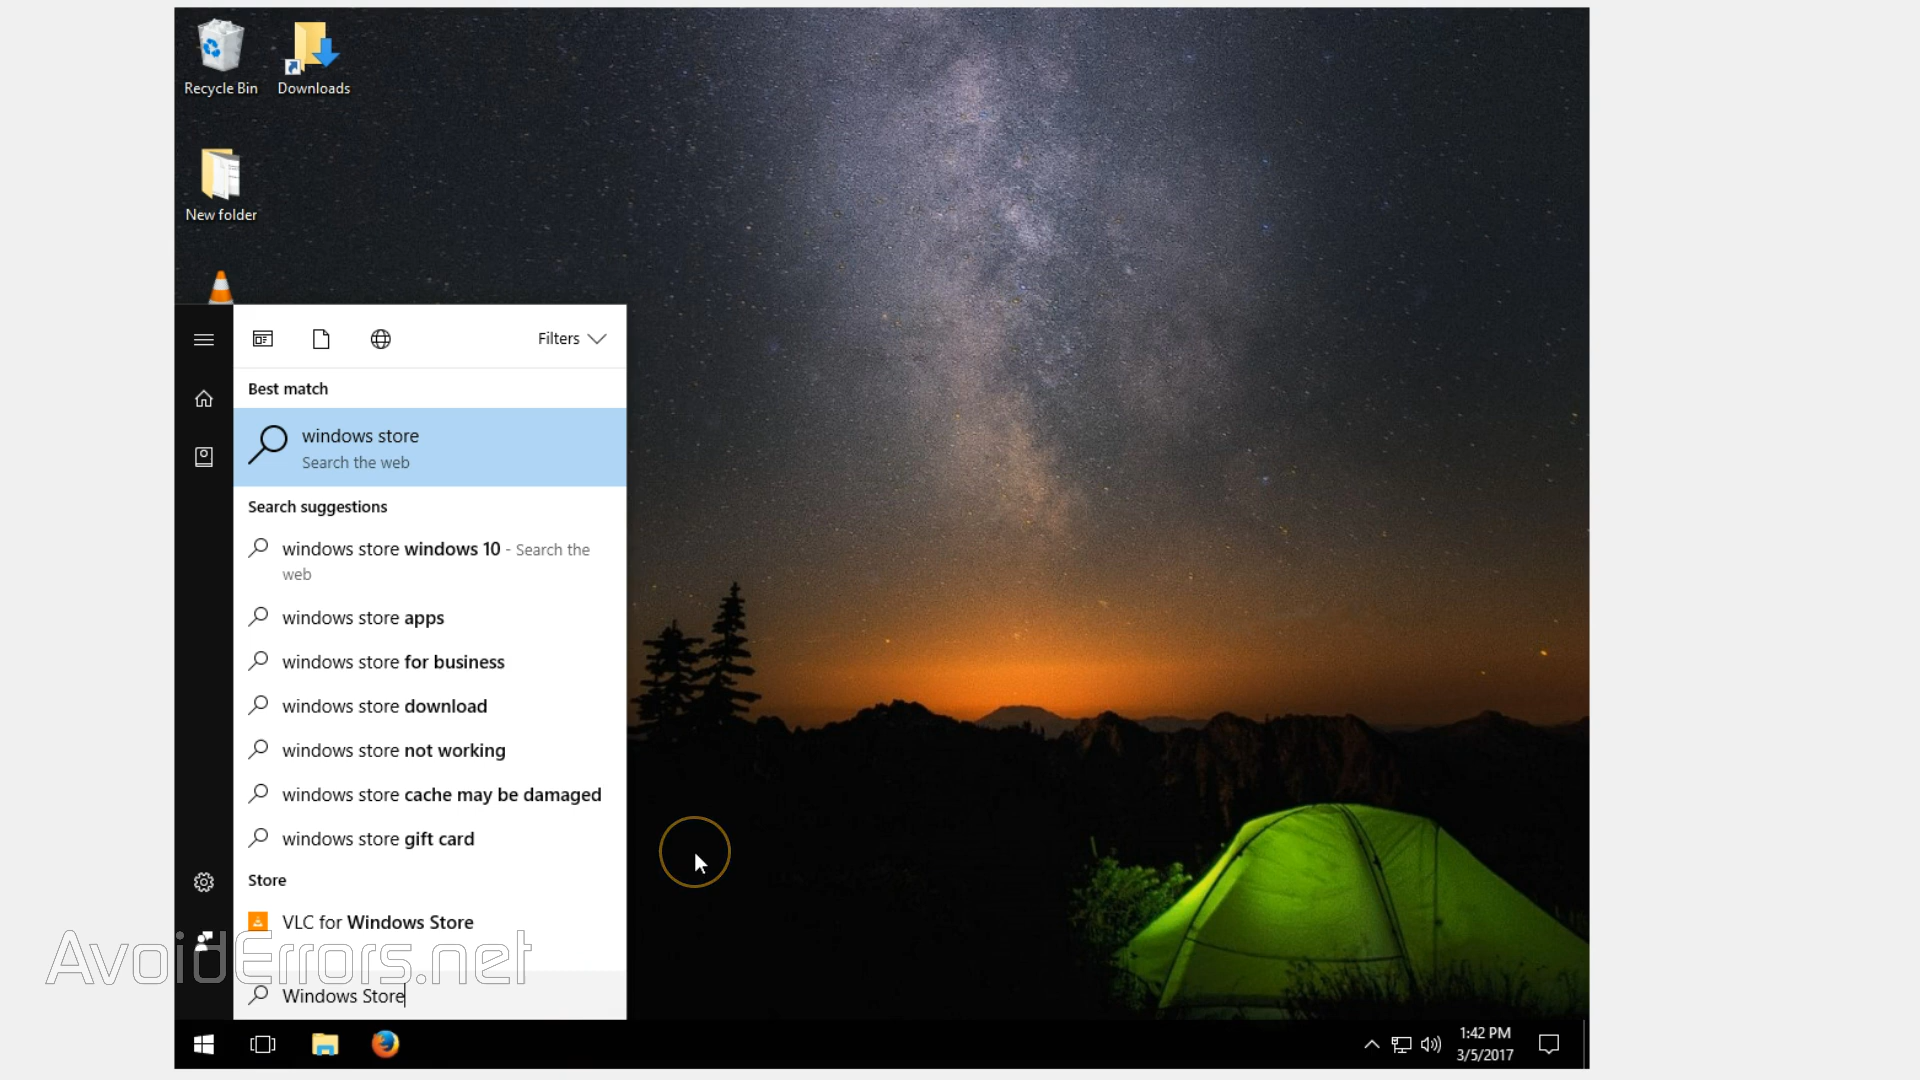 Recycle Bin
Downloads
New folder
Filters
Best match
windows store
Search the web
Search suggestions
windows store windows 10 - Search the
web
windows store apps
windows store for business
windows store download
windows store not working
windows store cache may be damaged
windows store gift card
Store
VLC for Windows Store
AvoidErrors.net
Windows Store
1:42 PM
3/5/2017